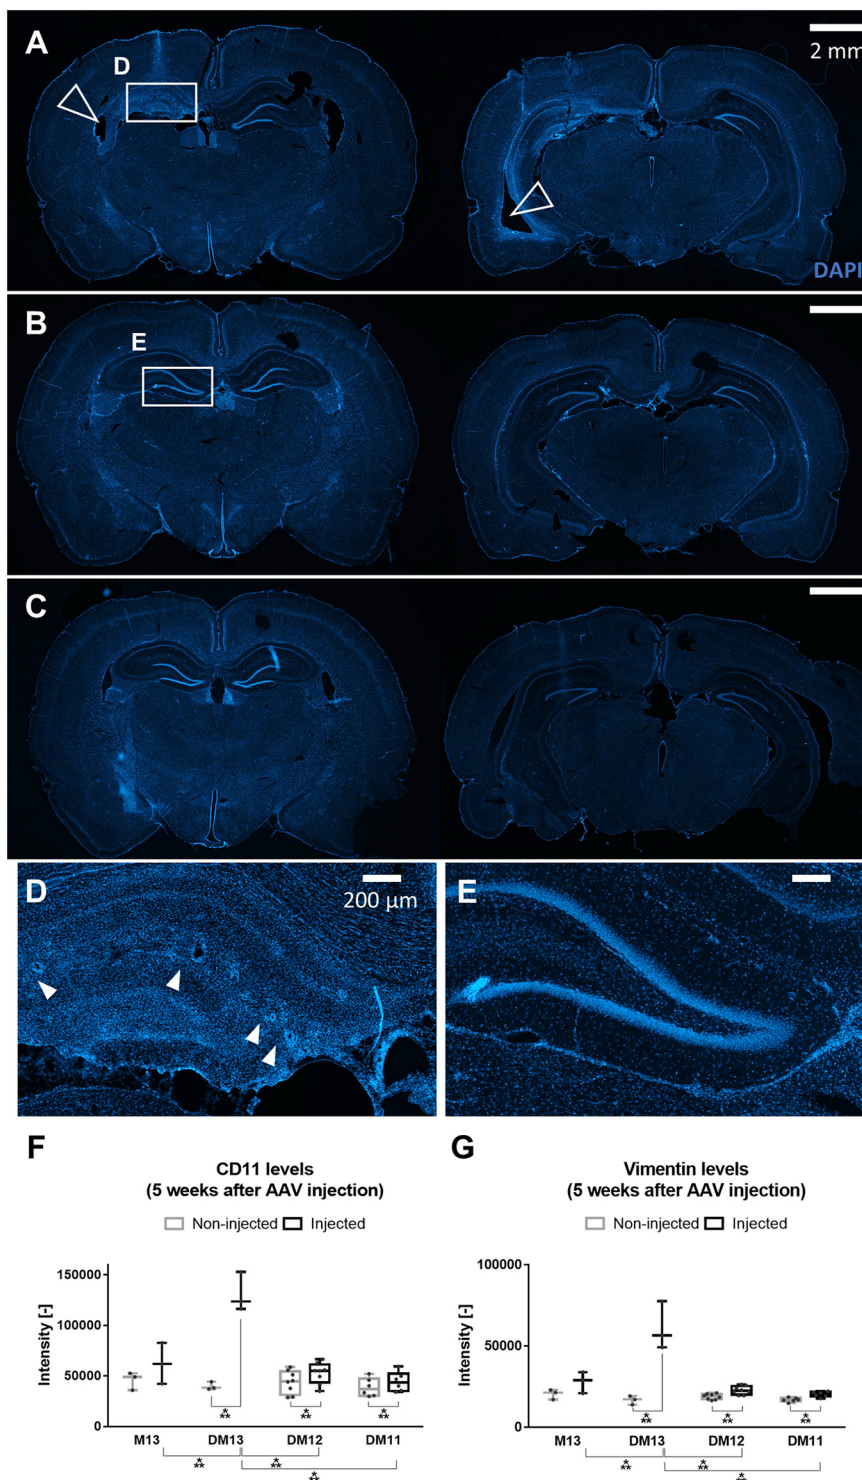 A
D
2 mm
DAPI
B
E
C
D
200 µm
E
F
CD11 levels
(5 weeks after AAV injection)
Non-injected Injected
Intensity [-]
150000
100000
50000
0
M13 DM13 DM12 DM11
** ** **
*** *** ***
G
Vimentin levels
(5 weeks after AAV injection)
Non-injected Injected
Intensity [-]
100000
50000
0
M13 DM13 DM12 DM11